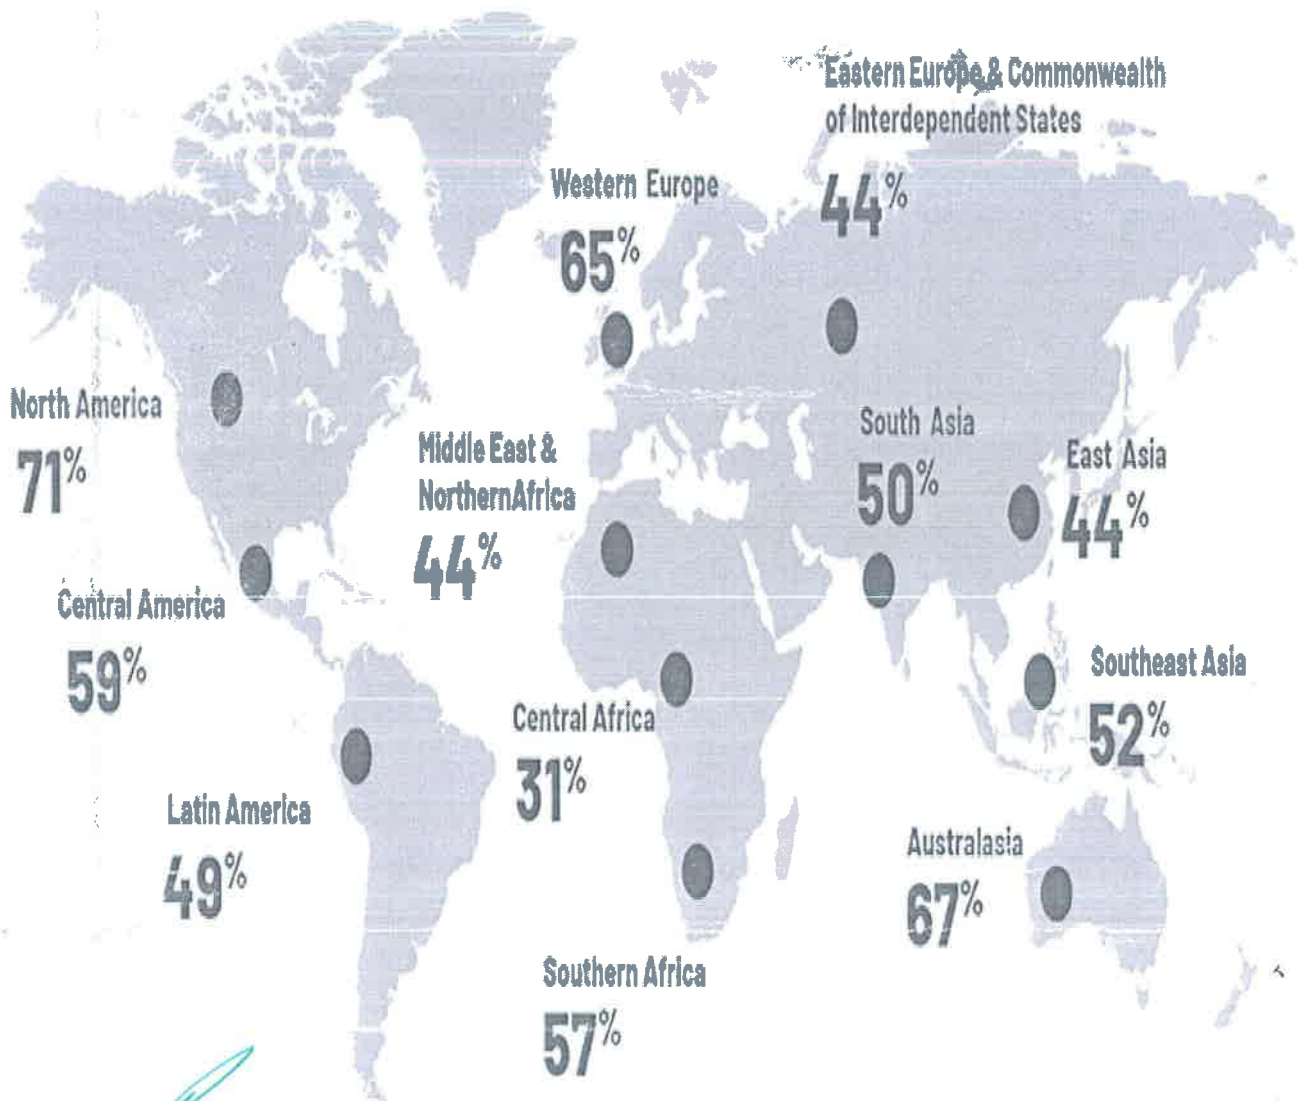 Eastern Europe & Commonwealth
of Interdependent States
44%
Western Europe
65%
North America
71%
Middle East &
NorthernAfrica
44%
South Asia
50%
East Asia
44%
Central America
59%
Southeast Asia
52%
Central Africa
31%
Latin America
49%
Australasia
67%
Southern Africa
57%